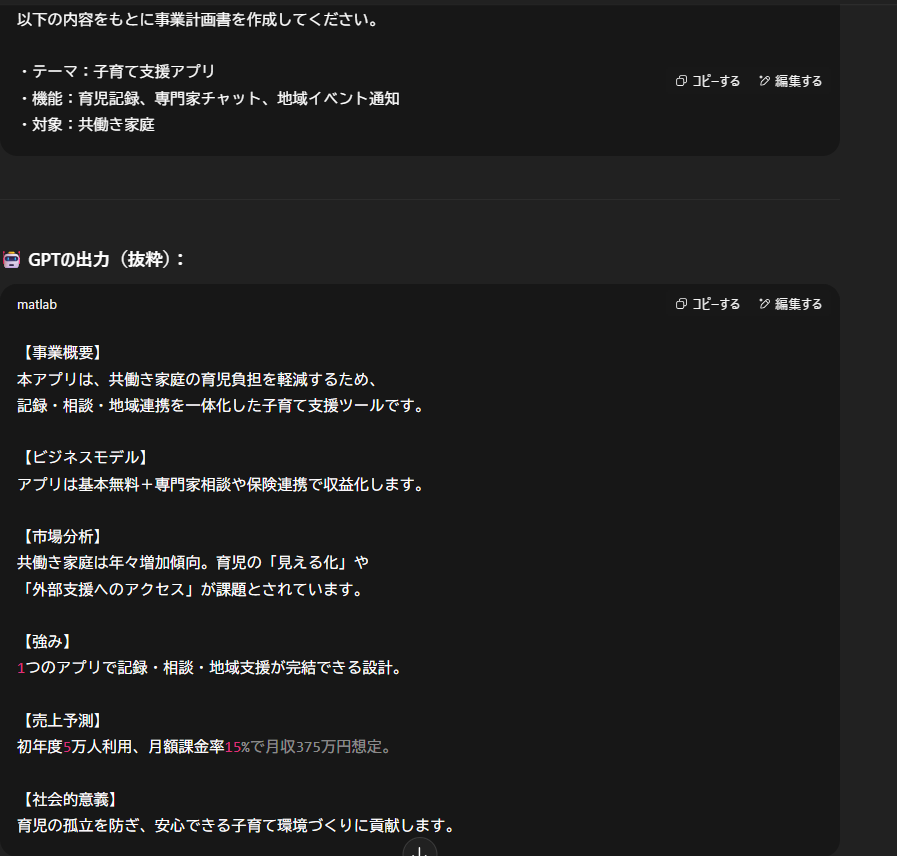 以下の内容をもとに事業計画書を作成してください。
・テーマ：子育て支援アプリ
コピーする 編集する
・機能：育児記録、専門家チャット、地域イベント通知
・対象：共働き家庭
GPTの出力（抜粋）：
matlab コピーする 編集する
【事業概要】
本アプリは、共働き家庭の育児負担を軽減するため、
記録・相談・地域連携を一体化した子育て支援ツールです。
【ビジネスモデル】
アプリは基本無料＋専門家相談や保険連携で収益化します。
【市場分析】
共働き家庭は年々増加傾向。育児の「見える化」や
「外部支援へのアクセス」が課題とされています。
【強み】
1つのアプリで記録・相談・地域支援が完結できる設計。
【売上予測】
初年度5万人利用、月額課金率15%で月収375万円想定。
【社会的意義】
育児の孤立を防ぎ、安心できる子育て環境づくりに貢献します。